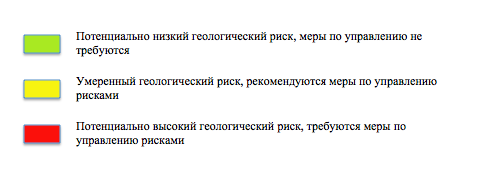 Потенциально низкий геологический риск, меры по управлению не
требуются
Умеренный геологический риск, рекомендуются меры по управлению
рисками
Потенциально высокий геологический риск, требуются меры по
управлению рисками